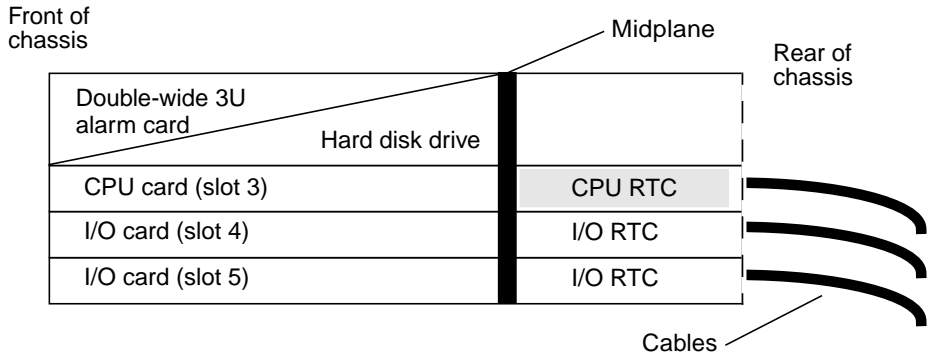 Front of
chassis
Midplane
Rear of
chassis
Double-wide 3U
alarm card
Hard disk drive
CPU card (slot 3)
CPU RTC
I/O card (slot 4)
I/O RTC
I/O card (slot 5)
I/O RTC
Cables